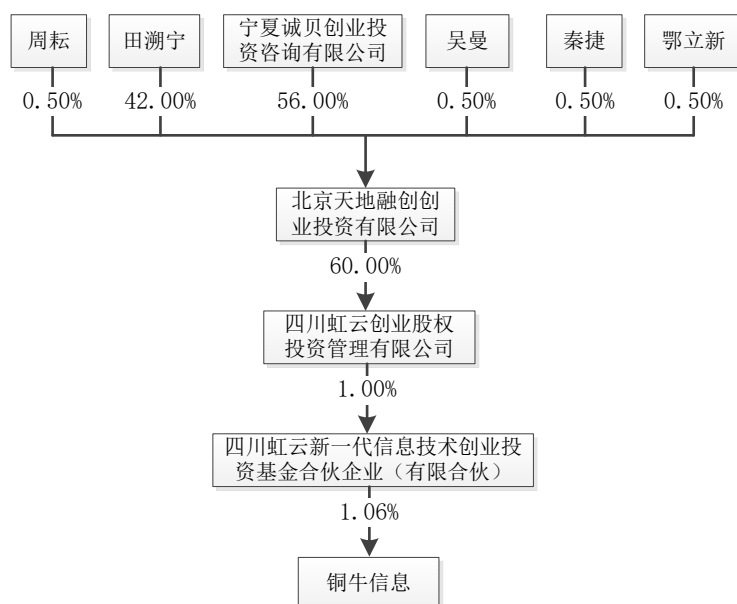 周耘
田溯宁
宁夏诚贝创业投
资咨询有限公司
吴曼
秦捷
鄂立新
0.50%
42.00%
56.00%
0.50%
0.50%
0.50%
北京天地融创创
业投资有限公司
60.00%
四川虹云创业股权
投资管理有限公司
1.00%
四川虹云新一代信息技术创业投
资基金合伙企业（有限合伙）
1.06%
铜牛信息